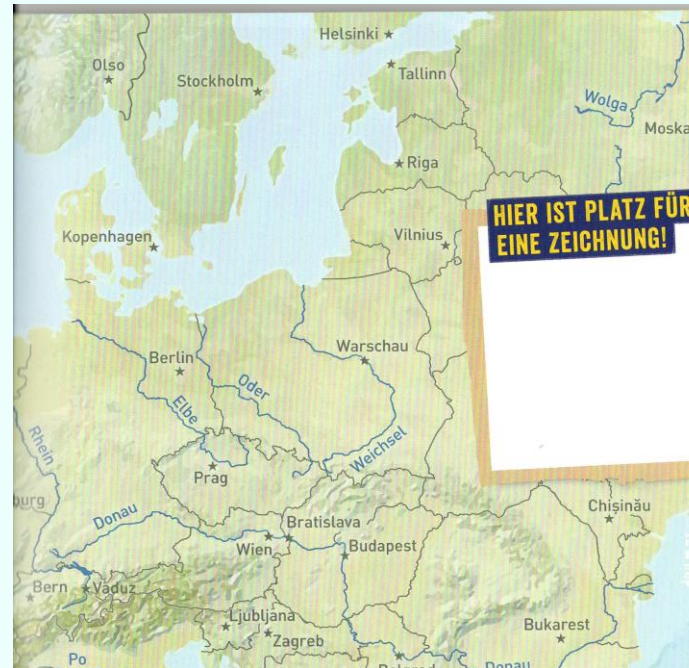 Helsinki
Olso
Tallinn
Stockholm
Wolga
Moska
Riga
HIER IST PLATZ FÜR
EINE ZEICHNUNG!
Kopenhagen
Vilnius
Warschau
Berlin
Oder
Elbe
Rhein
Weichsel
Prag
burg
Chișinău
Donau
Bratislava
Wien
Budapest
Bern
Vaduz
Ljubljana
Zagreb
Bukarest
Po
Belgrad
Donau